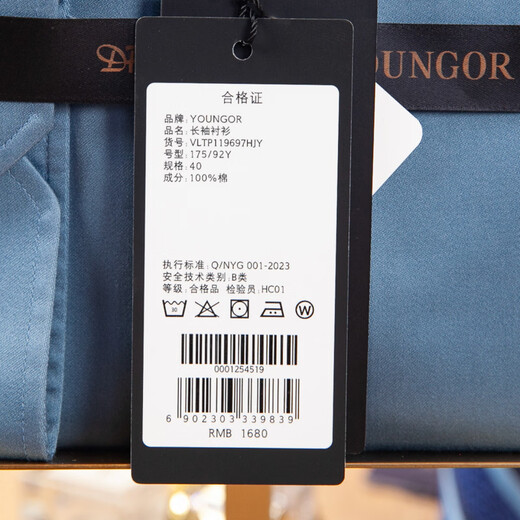 YOUNGOR
合格证
品牌: YOUNGOR
品名: 长袖衬衫
货号: VLTP119697HJY
号型: 175/92Y
规格: 40
成分: 100%棉
执行标准: Q/NYG 001-2023
安全技术类别: B类
等级: 合格品 检验员: HC01
30
W
0001254519
6 902303 339839
RMB 1680